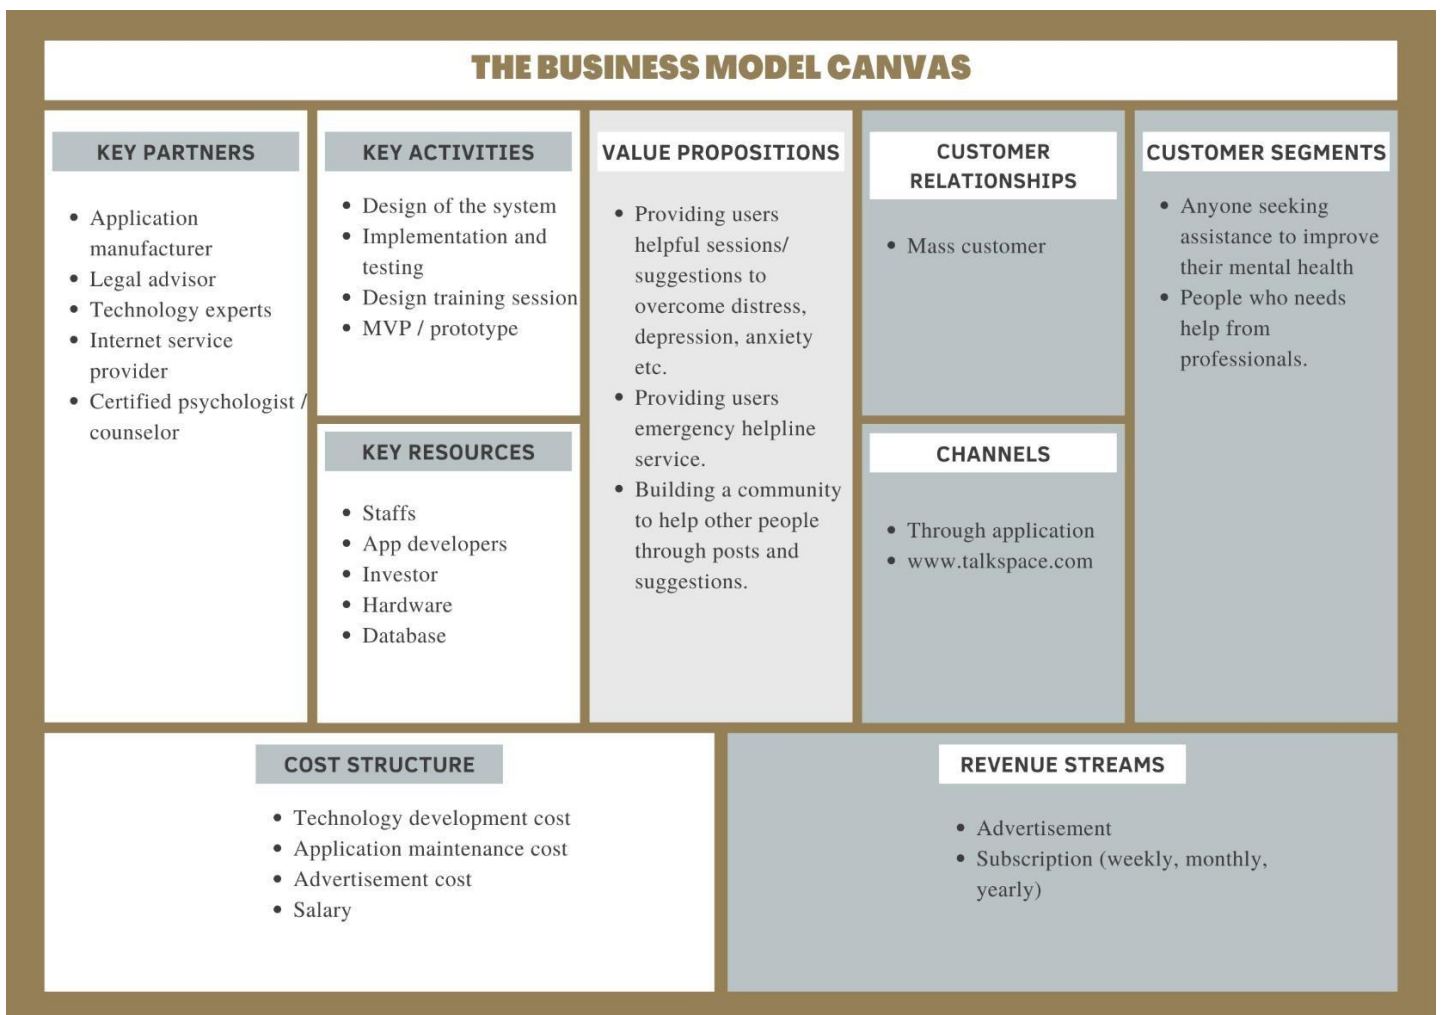 THE BUSINESS MODEL CANVAS
KEY PARTNERS
• Application
manufacturer
• Legal advisor
• Technology experts
• Internet service
provider
• Certified psychologist /
counselor
KEY ACTIVITIES
• Design of the system
• Implementation and
testing
• Design training session
• MVP / prototype
KEY RESOURCES
• Staffs
• App developers
• Investor
• Hardware
• Database
VALUE PROPOSITIONS
• Providing users
helpful sessions/
suggestions to
overcome distress,
depression, anxiety
etc.
• Providing users
emergency helpline
service.
• Building a community
to help other people
through posts and
suggestions.
CUSTOMER
RELATIONSHIPS
• Mass customer
CHANNELS
• Through application
• www.talkspace.com
CUSTOMER SEGMENTS
• Anyone seeking
assistance to improve
their mental health
• People who needs
help from
professionals.
COST STRUCTURE
• Technology development cost
• Application maintenance cost
• Advertisement cost
• Salary
REVENUE STREAMS
• Advertisement
• Subscription (weekly, monthly,
yearly)